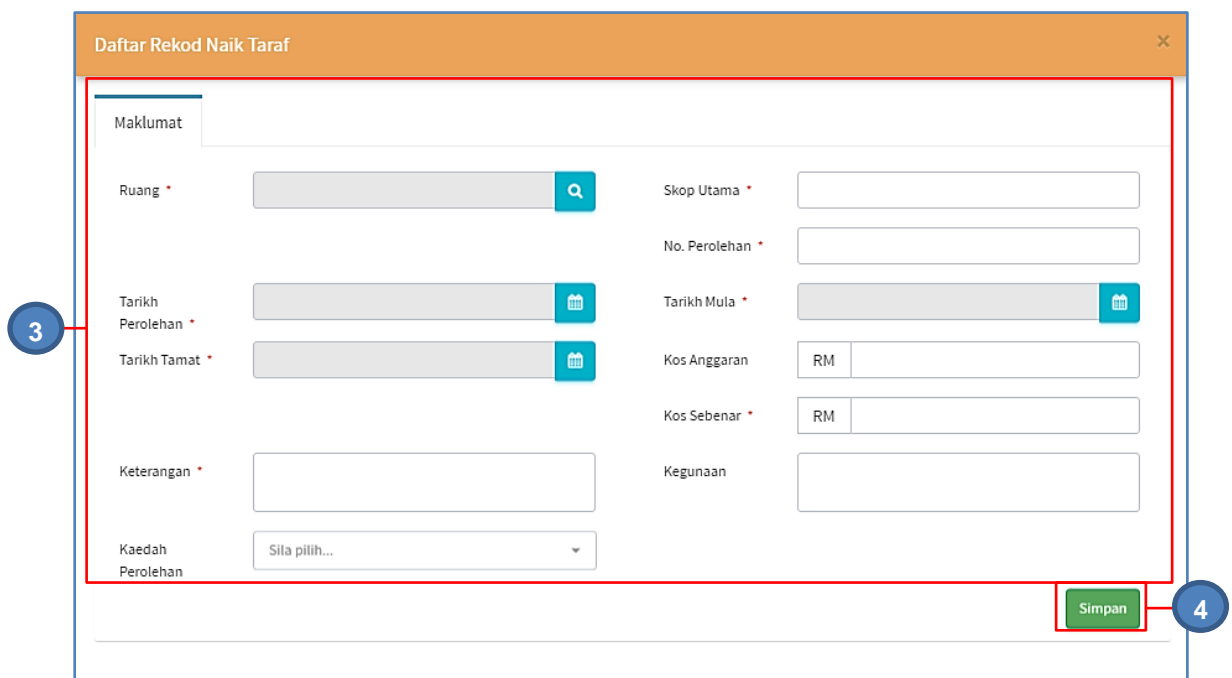 Daftar Rekod Naik Taraf ×
Maklumat
Ruang * Skop Utama *
No. Perolehan *
Tarikh Tarikh Mula *
Perolehan *
3
Tarikh Tamat * Kos Anggaran RM
Kos Sebenar * RM
Keterangan * Kegunaan
Kaedah Sila pilih...
Perolehan
Simpan 4